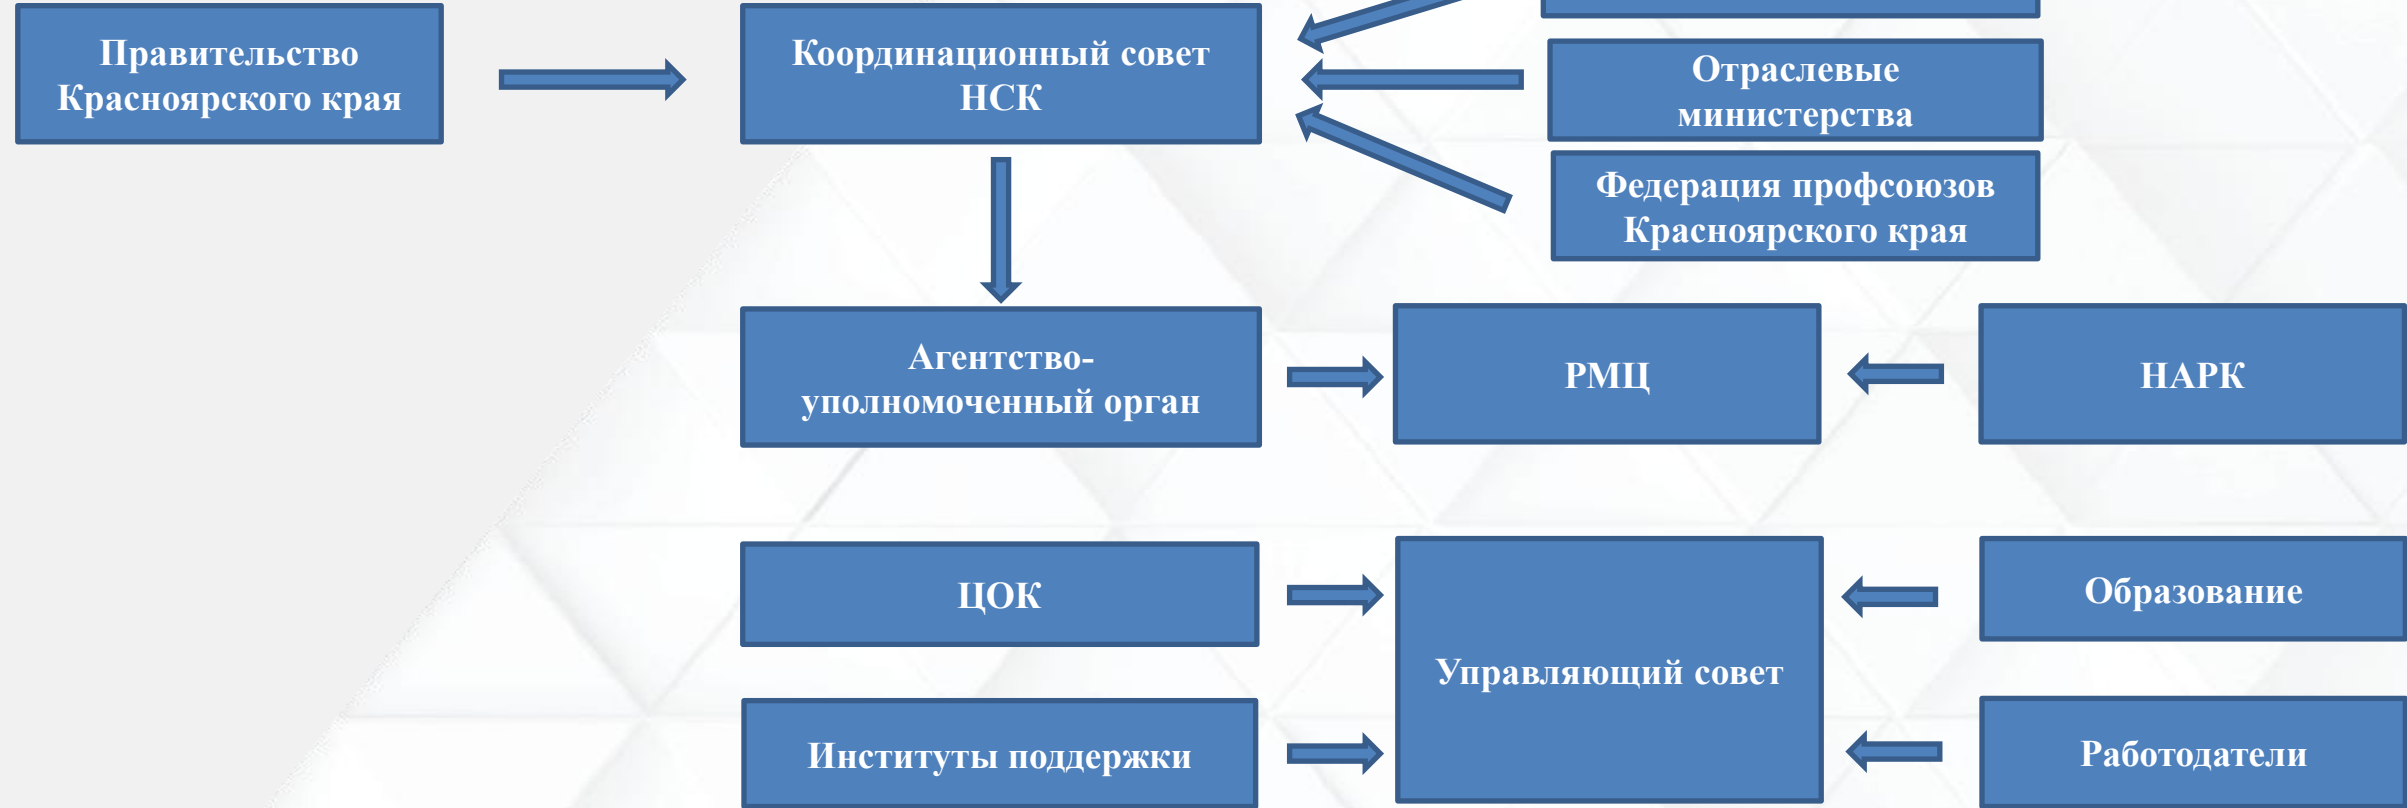 Правительство
Красноярского края
Координационный совет
НСК
Отраслевые
министерства
Федерация профсоюзов
Красноярского края
Агентство-
уполномоченный орган
РМЦ
НАРК
ЦОК
Управляющий совет
Образование
Институты поддержки
Работодатели